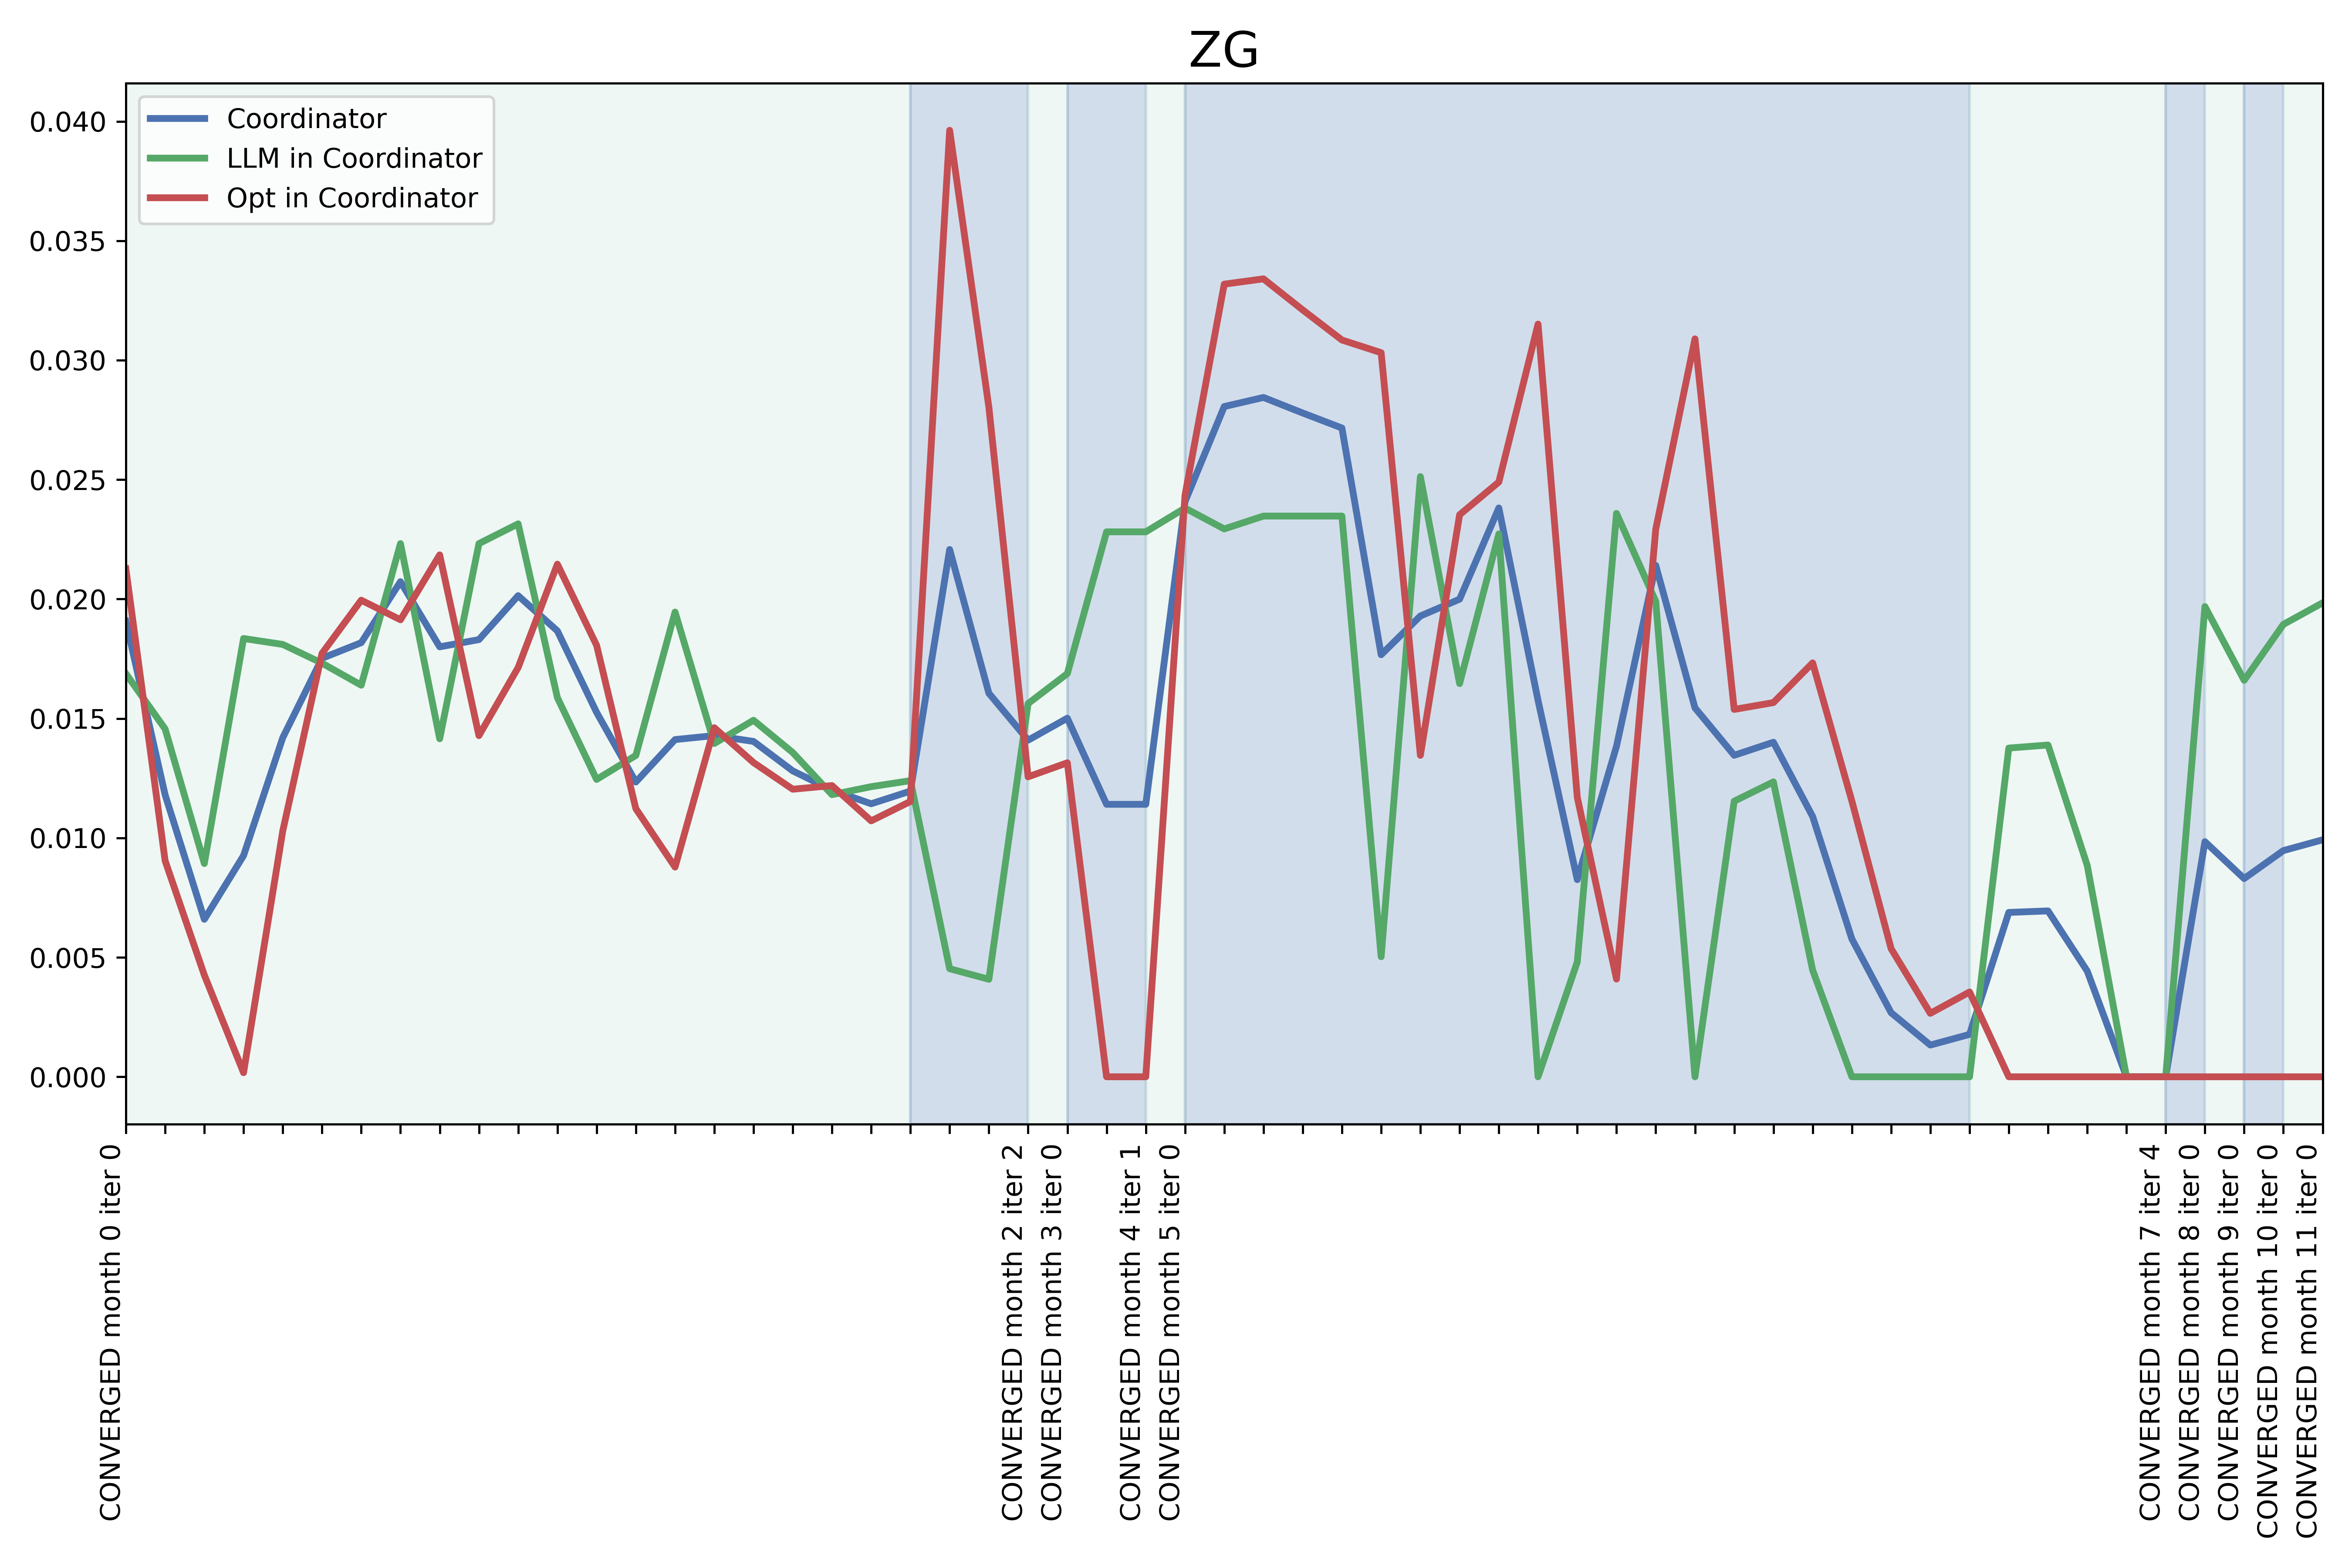 ZG
Coordinator
LLM in Coordinator
Opt in Coordinator
0.040
0.035
0.030
0.025
0.020
0.015
0.010
0.005
0.000
CONVERGED month 0 iter 0
CONVERGED month 2 iter 2
CONVERGED month 3 iter 0
CONVERGED month 4 iter 1
CONVERGED month 5 iter 0
CONVERGED month 7 iter 4
CONVERGED month 8 iter 0
CONVERGED month 9 iter 0
CONVERGED month 10 iter 0
CONVERGED month 11 iter 0